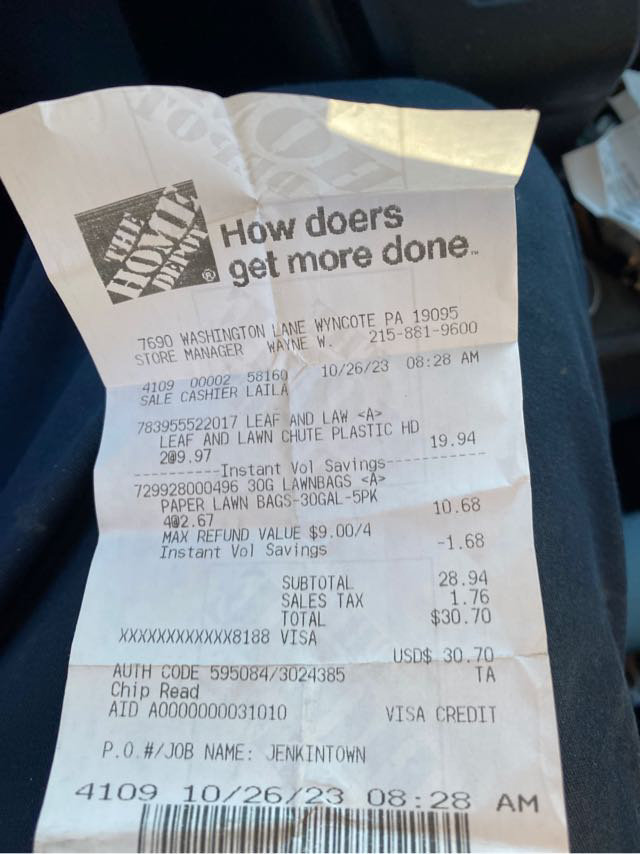 THE
HOME
DEPOT
®
How doers
get more done™
7690 WASHINGTON LANE WYNCOTE PA 19095
STORE MANAGER WAYNE W. 215-881-9600
4109 00002 58160 10/26/23 08:28 AM
SALE CASHIER LAILA
783955522017 LEAF AND LAW <A>
LEAF AND LAWN CHUTE PLASTIC HD
2@9.97 19.94
----------Instant Vol Savings------------
729928000496 30G LAWNBAGS <A>
PAPER LAWN BAGS-30GAL-5PK
4@2.67 10.68
MAX REFUND VALUE $9.00/4
Instant Vol Savings -1.68
SUBTOTAL 28.94
SALES TAX 1.76
TOTAL $30.70
XXXXXXXXXXXX8188 VISA
USD$ 30.70
AUTH CODE 595084/3024385 TA
Chip Read
AID A0000000031010 VISA CREDIT
P.O.#/JOB NAME: JENKINTOWN
4109 10/26/23 08:28 AM